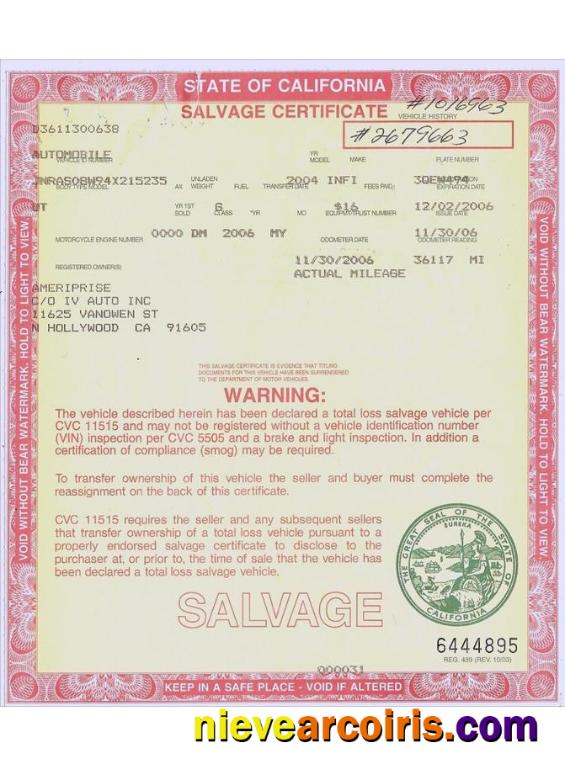 STATE OF CALIFORNIA
SALVAGE CERTIFICATE
#1016963
VEHICLE HISTORY
D3611300638
#2679663
AUTOMOBILE
VEHICLE ID NUMBER
YR MODEL MAKE PLATE NUMBER
JNRAS08W94X215235 2004 INFI 3QEW494
BODY TYPE MODEL AX UNLADEN WEIGHT FUEL TRANSFER DATE FEES PAID EXPIRATION DATE
UT G $16 12/02/2006
YR 1ST SOLD CLASS *YR MO EQUIPMT/TRUST NUMBER ISSUE DATE
0000 DM 2006 MY 11/30/06
MOTORCYCLE ENGINE NUMBER ODOMETER DATE ODOMETER READING
11/30/2006 36117 MI
ACTUAL MILEAGE
REGISTERED OWNER(S)
AMERIPRISE
C/O IV AUTO INC
11625 VANOWEN ST
N HOLLYWOOD CA 91605
THIS SALVAGE CERTIFICATE IS EVIDENCE THAT TITLING
DOCUMENTS FOR THIS VEHICLE HAVE BEEN SURRENDERED
TO THE DEPARTMENT OF MOTOR VEHICLES.
WARNING:
The vehicle described herein has been declared a total loss salvage vehicle per
CVC 11515 and may not be registered without a vehicle identification number
(VIN) inspection per CVC 5505 and a brake and light inspection. In addition a
certification of compliance (smog) may be required.
To transfer ownership of this vehicle the seller and buyer must complete the
reassignment on the back of this certificate.
CVC 11515 requires the seller and any subsequent sellers
that transfer ownership of a total loss vehicle pursuant to a
properly endorsed salvage certificate to disclose to the
purchaser at, or prior to, the time of sale that the vehicle has
been declared a total loss salvage vehicle.
THE GREAT SEAL OF THE STATE OF CALIFORNIA
EUREKA
SALVAGE
6444895
REG. 489 (REV. 10/03)
000031
KEEP IN A SAFE PLACE - VOID IF ALTERED
VOID WITHOUT BEAR WATERMARK. HOLD TO LIGHT TO VIEW
VOID WITHOUT BEAR WATERMARK. HOLD TO LIGHT TO VIEW
nievearcoiris.com